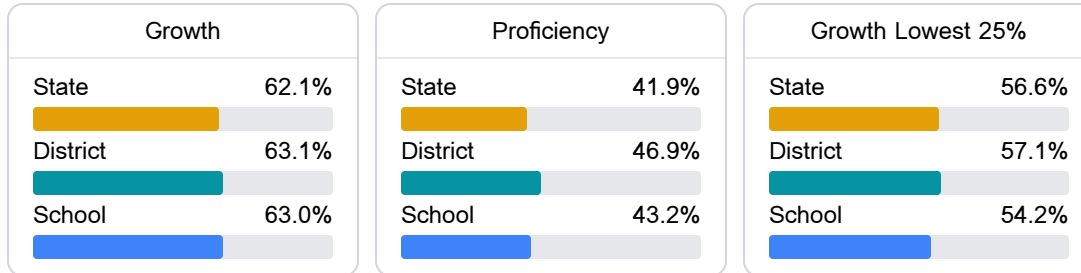 Growth
State 62.1%
District 63.1%
School 63.0%
Proficiency
State 41.9%
District 46.9%
School 43.2%
Growth Lowest 25%
State 56.6%
District 57.1%
School 54.2%